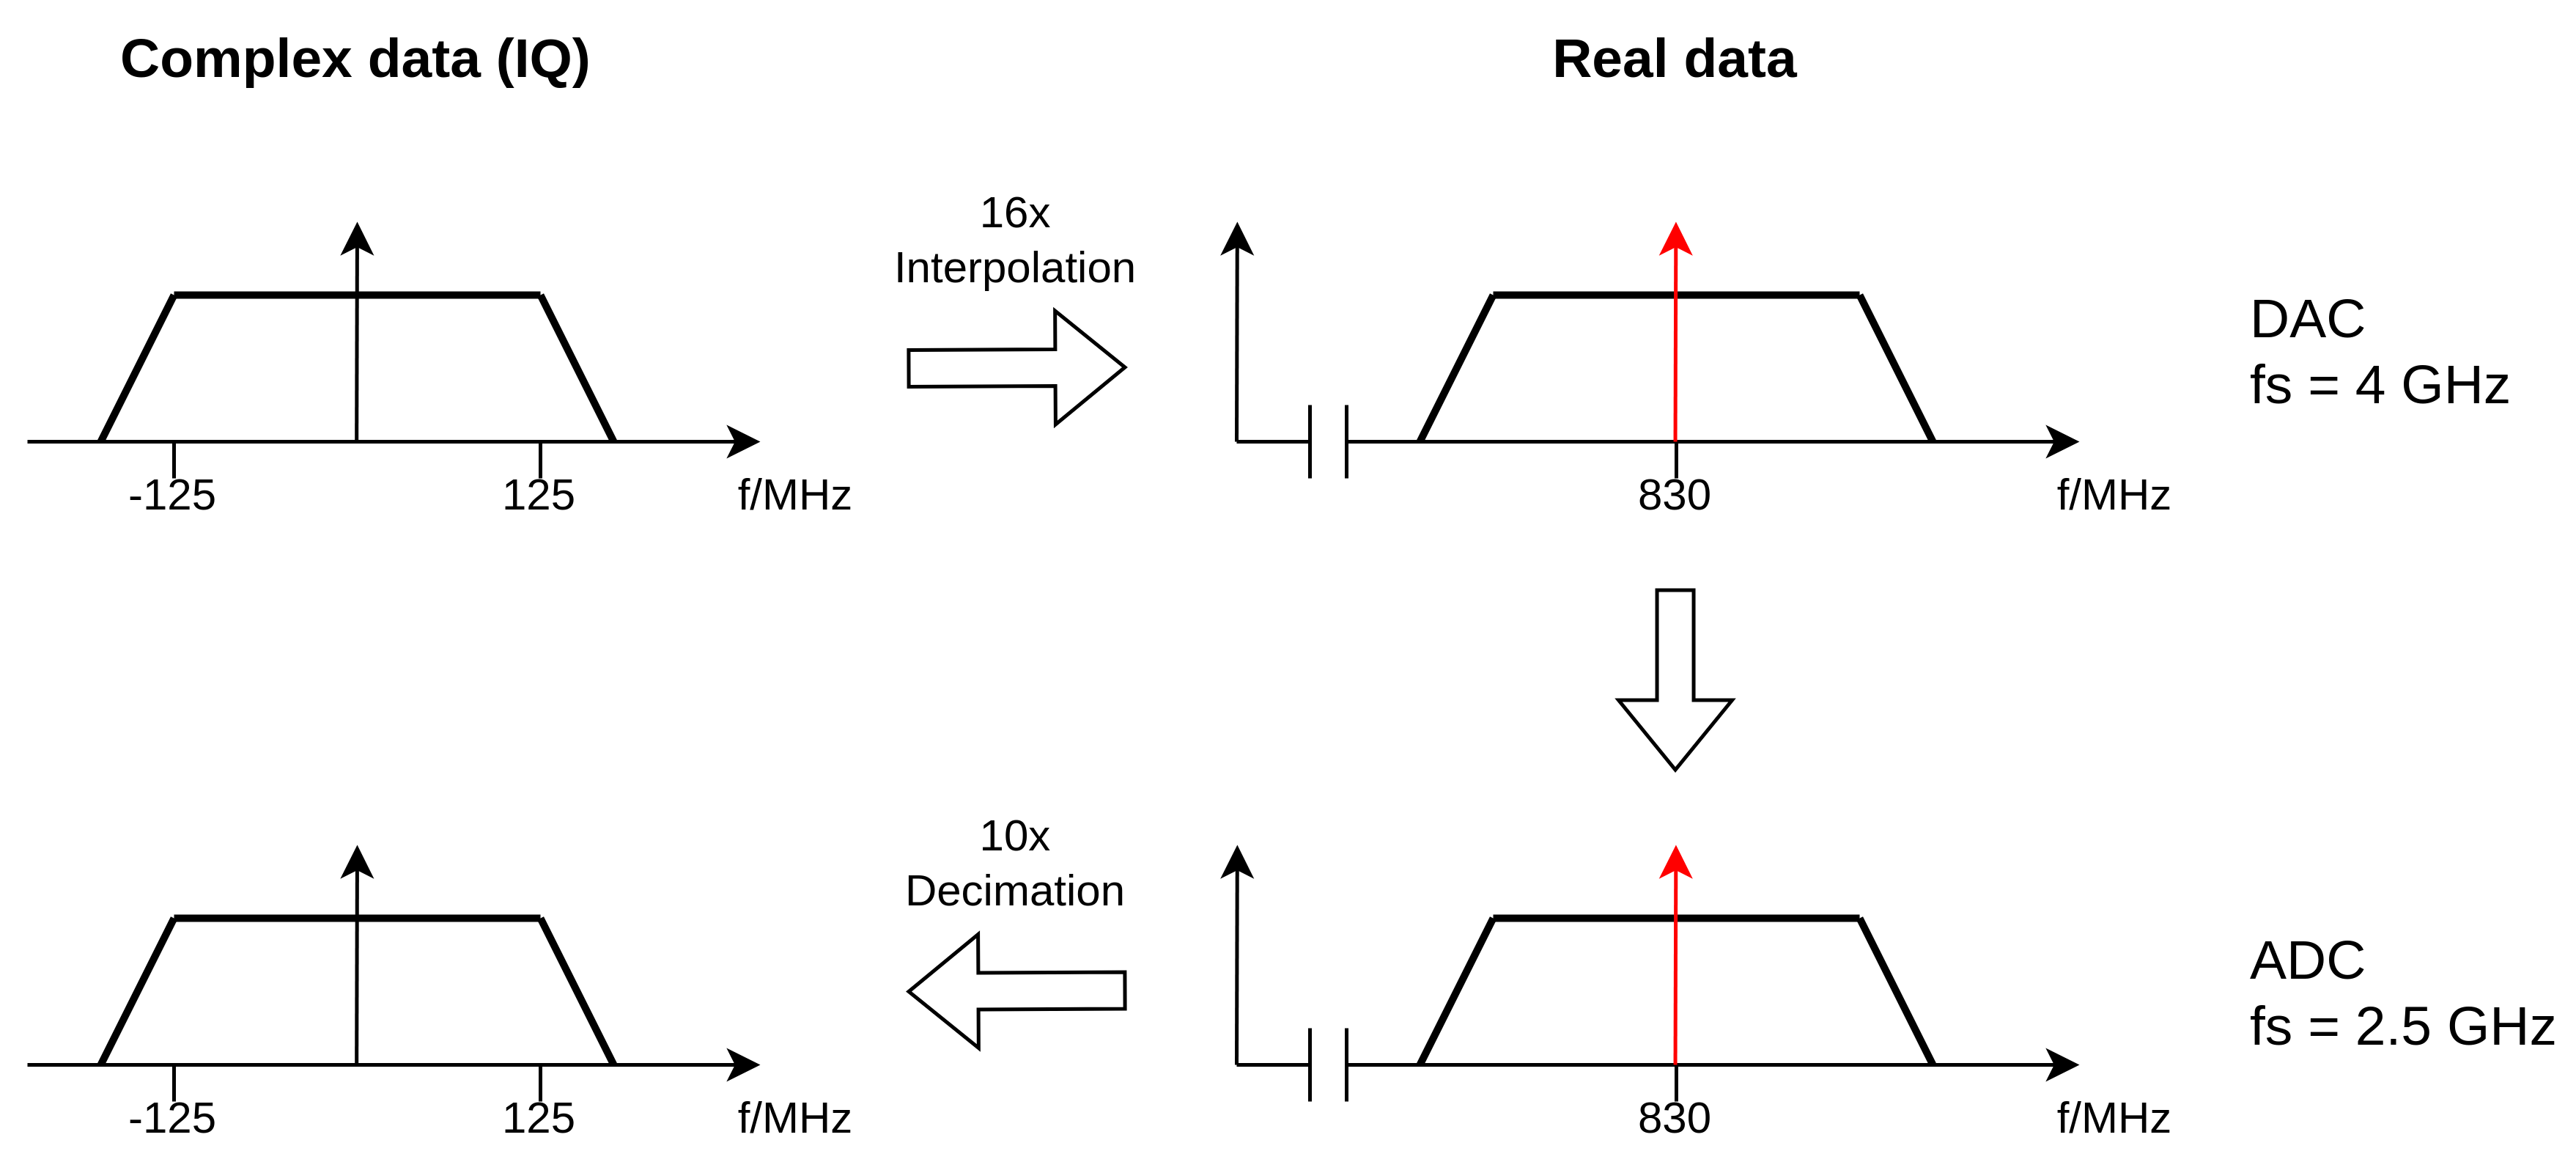 Complex data (IQ)
Real data
16x
Interpolation
DAC
fs = 4 GHz
-125
125
f/MHz
830
f/MHz
10x
Decimation
ADC
fs = 2.5 GHz
-125
125
f/MHz
830
f/MHz